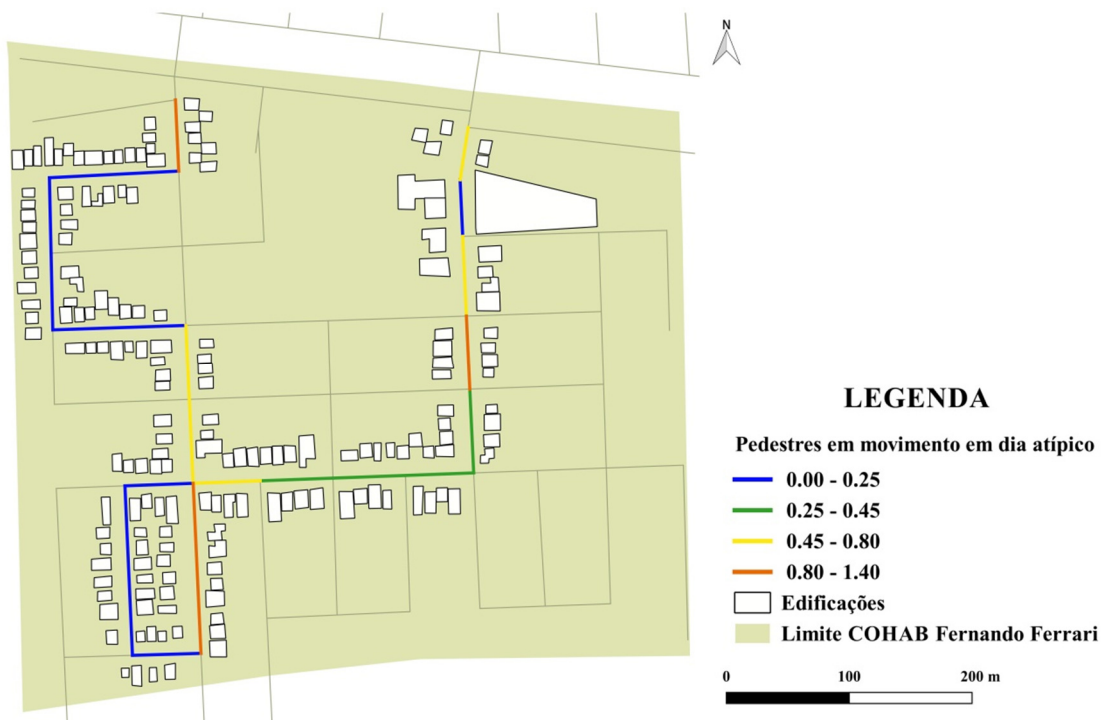 N
LEGENDA
Pedestres em movimento em dia atípico
0.00 - 0.25
0.25 - 0.45
0.45 - 0.80
0.80 - 1.40
Edificações
Limite COHAB Fernando Ferrari
0 100 200 m